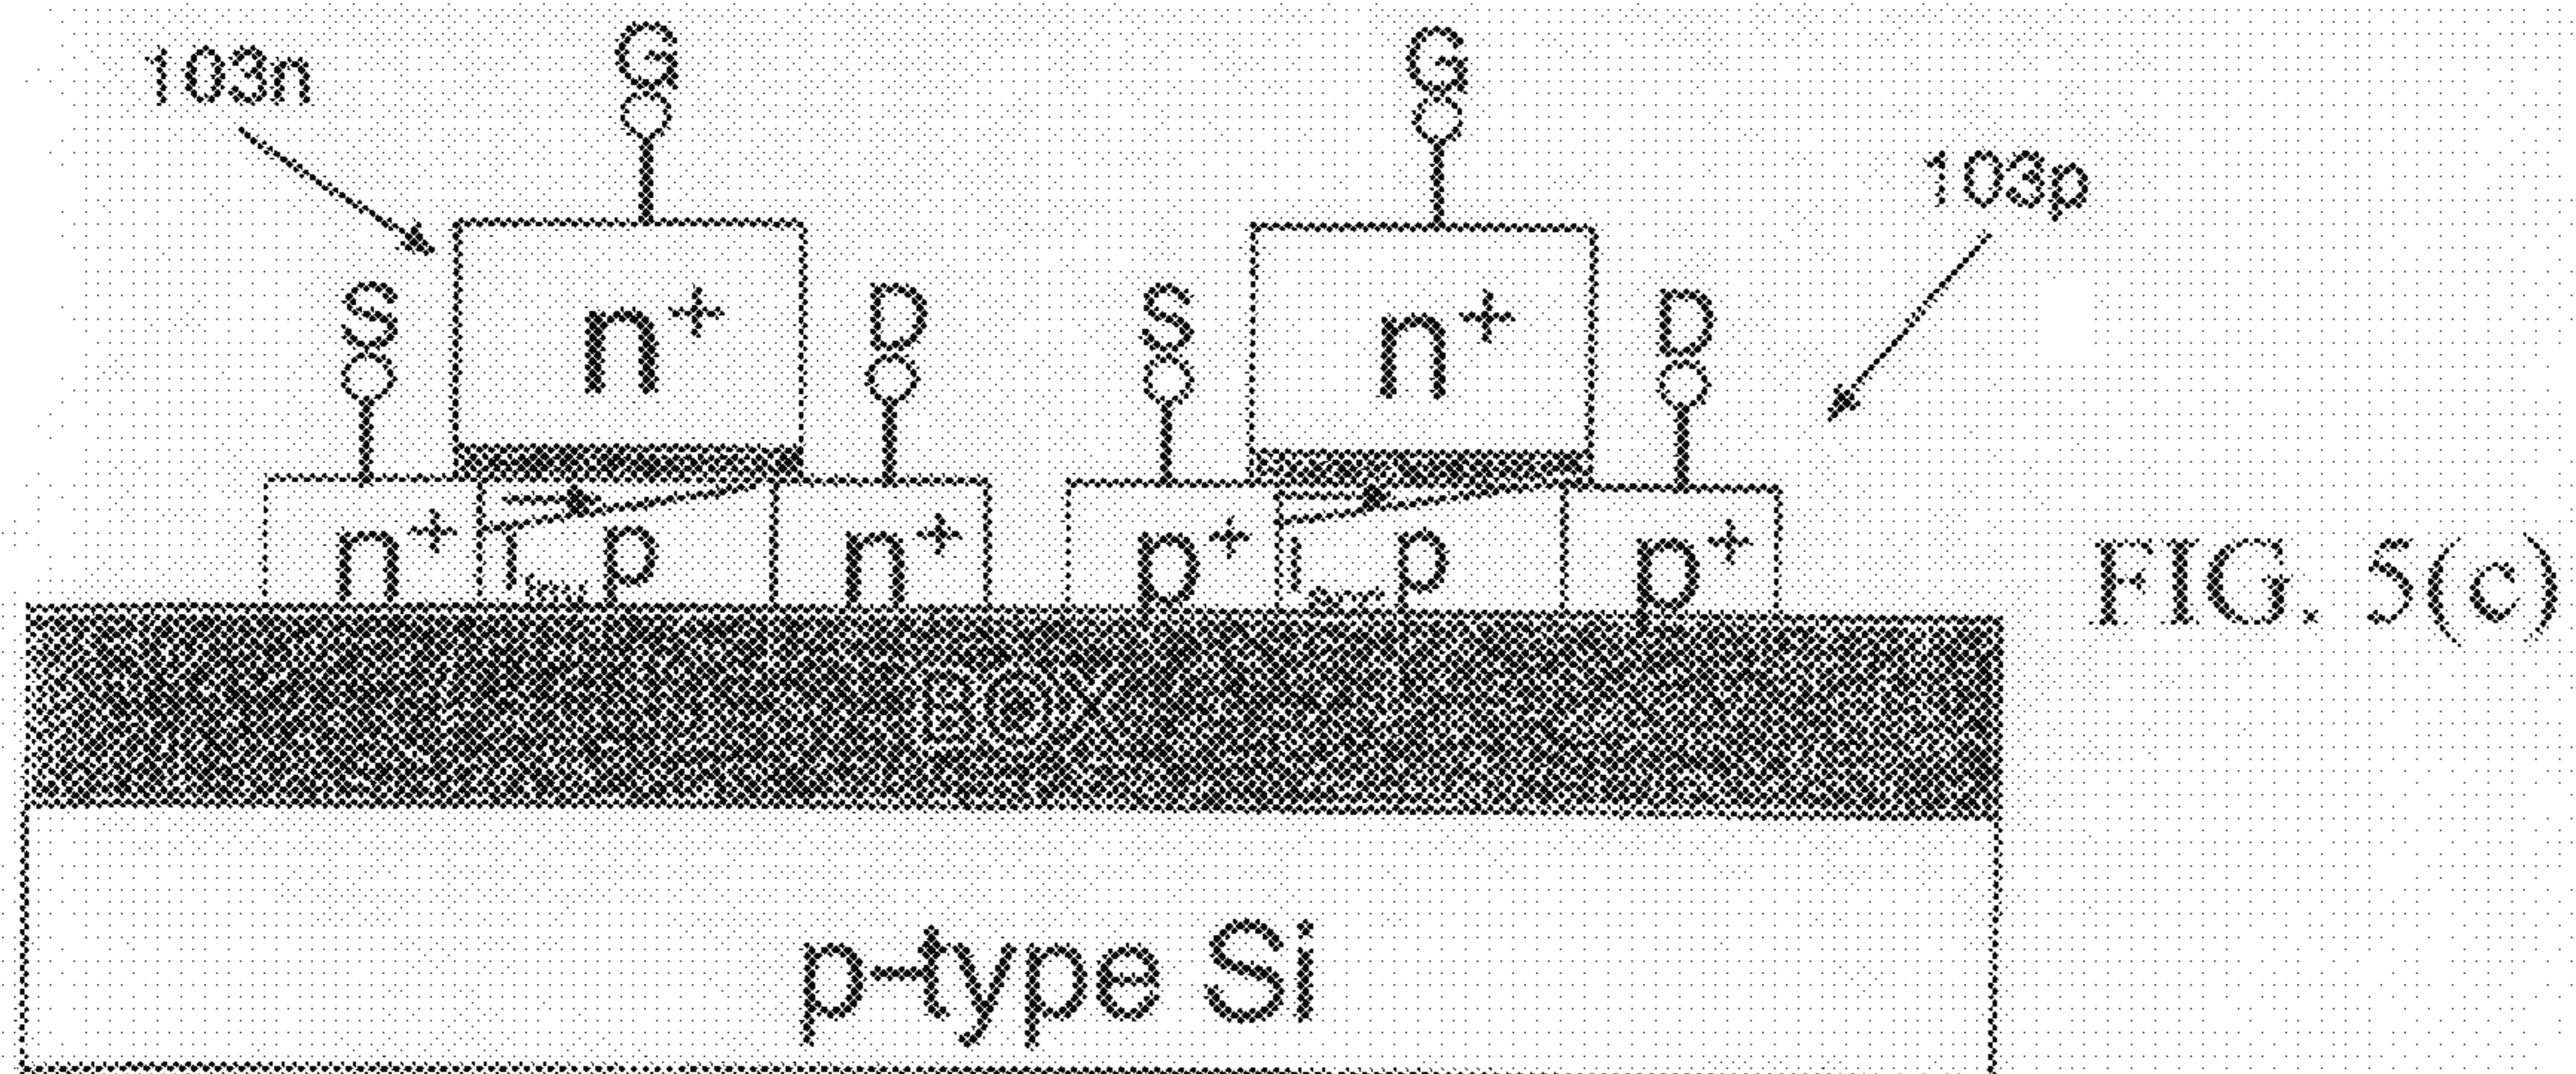 G
G
103n
103p
n+
n+
S
D
S
D
n+
p
n+
p+
p
p+
FIG. 5(c)
BOX
p-type Si